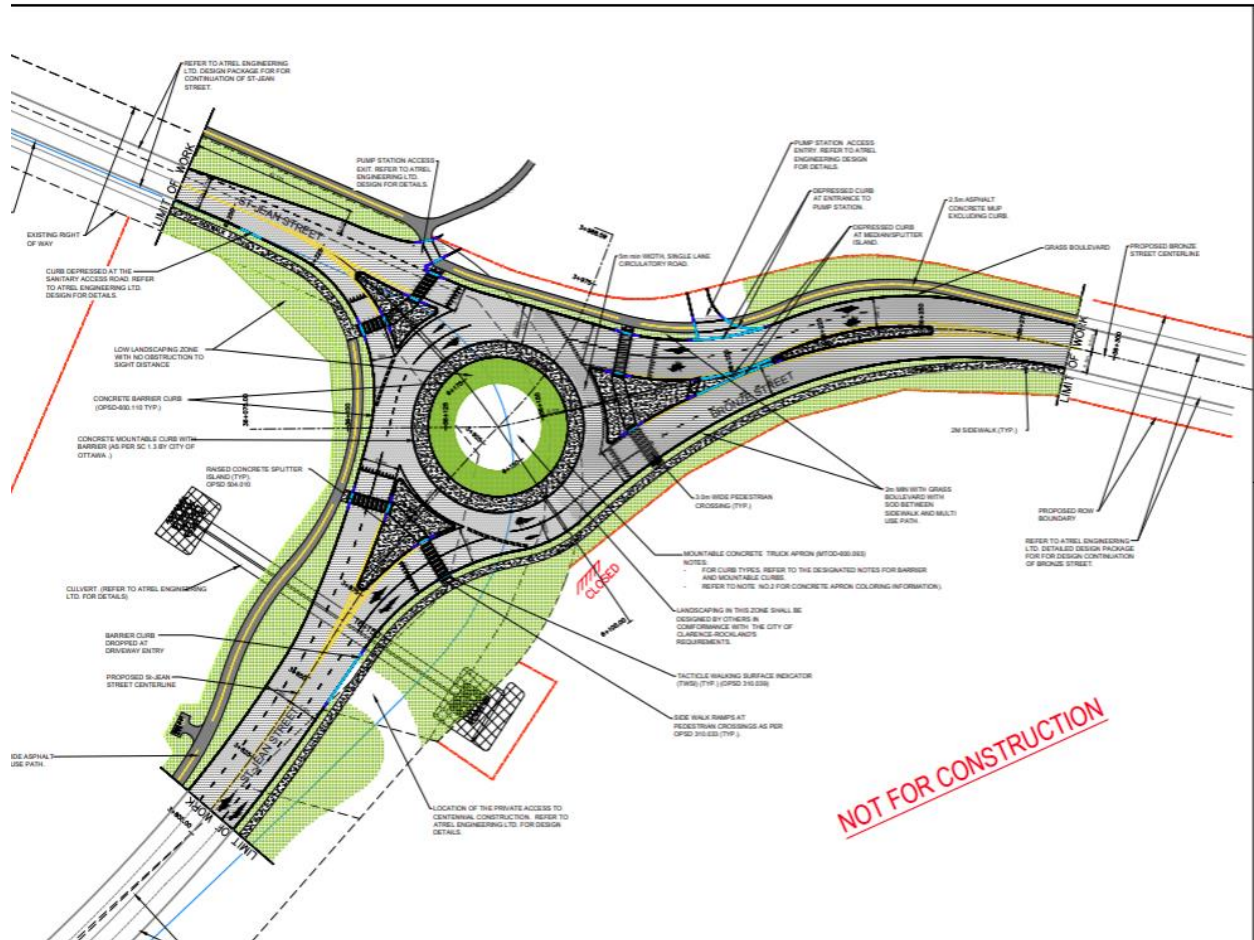 REFER TO ATREL ENGINEERING
LTD. DESIGN PACKAGE FOR FOR
CONTINUATION OF ST-JEAN
STREET.
LIMIT OF WORK
ST-JEAN STREET
EXISTING RIGHT
OF WAY
CURB DEPRESSED AT THE
SANITARY ACCESS ROAD. REFER
TO ATREL ENGINEERING LTD.
DESIGN FOR DETAILS.
PUMP STATION ACCESS
EXIT. REFER TO ATREL
ENGINEERING LTD.
DESIGN FOR DETAILS.
5m min WIDTH, SINGLE LANE
CIRCULATORY ROAD.
PUMP STATION ACCESS
ENTRY. REFER TO ATREL
ENGINEERING DESIGN
FOR DETAILS.
DEPRESSED CURB
AT ENTRANCE TO
PUMP STATION.
DEPRESSED CURB
AT MEDIAN/SPLITTER
ISLAND.
2.5m ASPHALT
CONCRETE MUP
EXCLUDING CURB.
GRASS BOULEVARD
PROPOSED BRONZE
STREET CENTERLINE
LIMIT OF WORK
BRONZE STREET
LOW LANDSCAPING ZONE
WITH NO OBSTRUCTION TO
SIGHT DISTANCE
CONCRETE BARRIER CURB
(OPSD-600.110 TYP.)
CONCRETE MOUNTABLE CURB WITH
BARRIER (AS PER SC 1.3 BY CITY OF
OTTAWA .)
RAISED CONCRETE SPLITTER
ISLAND (TYP).
OPSD 504.010
2M SIDEWALK (TYP.)
3.0m WIDE PEDESTRIAN
CROSSING (TYP.)
2m MIN WITH GRASS
BOULEVARD WITH
SOD BETWEEN
SIDEWALK AND MULTI
USE PATH.
PROPOSED ROW
BOUNDARY
REFER TO ATREL ENGINEERING
LTD. DETAILED DESIGN PACKAGE
FOR FOR DESIGN CONTINUATION
OF BRONZE STREET.
CULVERT (REFER TO ATREL ENGINEERING
LTD. FOR DETAILS)
CLOSED
MOUNTABLE CONCRETE TRUCK APRON (MTOD-600.093)
NOTES:
- FOR CURB TYPES, REFER TO THE DESIGNATED NOTES FOR BARRIER
AND MOUNTABLE CURBS.
- REFER TO NOTE NO.2 FOR CONCRETE APRON COLORING INFORMATION).
LANDSCAPING IN THIS ZONE SHALL BE
DESIGNED BY OTHERS IN
COMFORMANCE WITH THE CITY OF
CLARENCE-ROCKLAND'S
REQUIREMENTS.
BARRIER CURB
DROPPED AT
DRIVEWAY ENTRY
PROPOSED St-JEAN
STREET CENTERLINE
TACTICLE WALKING SURFACE INDICATOR
(TWSI) (TYP.) (OPSD 310.039)
SIDE WALK RAMPS AT
PEDESTRIAN CROSSINGS AS PER
OPSD 310.033 (TYP.)
IDE ASPHALT
USE PATH.
ST-JEAN STREET
LIMIT OF WORK
LOCATION OF THE PRIVATE ACCESS TO
CENTENNIAL CONSTRUCTION. REFER TO
ATREL ENGINEERING LTD. FOR DESIGN
DETAILS.
NOT FOR CONSTRUCTION